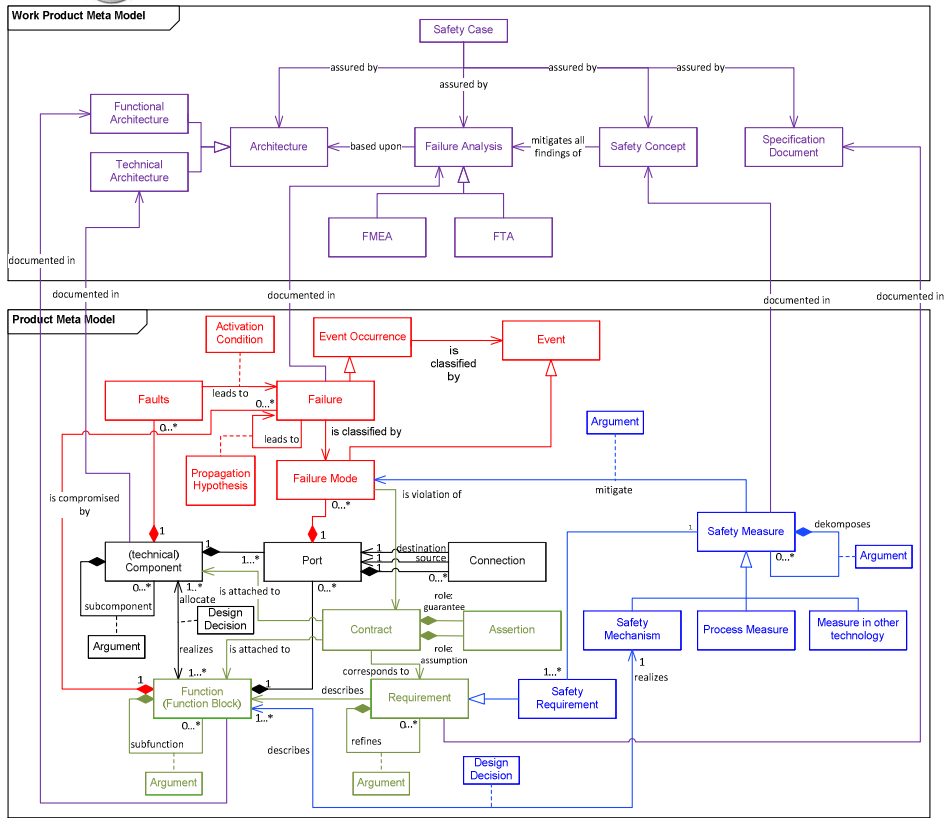 Work Product Meta Model
Safety Case
assured by
assured by
assured by
assured by
Functional
Architecture
Technical
Architecture
Architecture
based upon
Failure Analysis
mitigates all
findings of
Safety Concept
Specification
Document
FMEA
FTA
documented in
documented in
documented in
documented in
documented in
Product Meta Model
Activation
Condition
Event Occurrence
Event
is
classified
by
Faults
leads to
Failure
0...*
0...*
leads to
is classified by
Argument
Propagation
Hypothesis
Failure Mode
mitigate
is violation of
is compromised
by
0...*
1
1
(technical)
Component
1
1...*
Port
1
destination
1
source
1
0...*
Connection
1
Safety Measure
dekomposes
0...*
Argument
0...*
1..*
0...*
is attached to
subcomponent
allocate
Design
Decision
Argument
realizes
is attached to
Contract
role:
guarantee
role:
assumption
Assertion
Safety
Mechanism
Process Measure
Measure in other
technology
corresponds to
1
realizes
1
1...*
1
Function
(Function Block)
describes
Requirement
1...*
Safety
Requirement
0...*
1...*
0...*
subfunction
describes
refines
Argument
Argument
Design
Decision